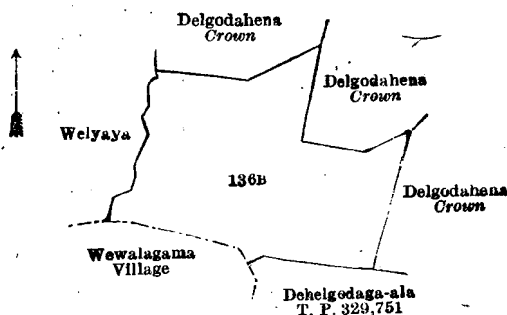 Delgodahena
Crown
Delgodahena
Crown
Welyaya
136B
Delgodahena
Crown
Wewalagama
Village
Dehelgodaga-ala
T. P. 329,751